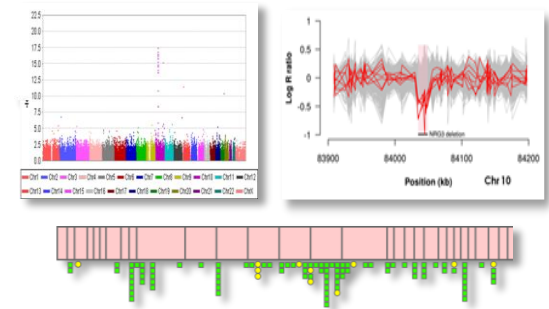 22.5
20.0
17.5
15.0
12.5
10.0
7.5
5.0
2.5
0.0
Chr1 Chr2 Chr3 Chr4 Chr5 Chr6 Chr7 Chr8 Chr9 Chr10 Chr11 Chr12
Chr13 Chr14 Chr15 Chr16 Chr17 Chr18 Chr19 Chr20 Chr21 Chr22 ChrX
Log R ratio
1
0.5
0
-0.5
-1
NRG3 deletion
83900 84000 84100 84200
Position (kb) Chr 10